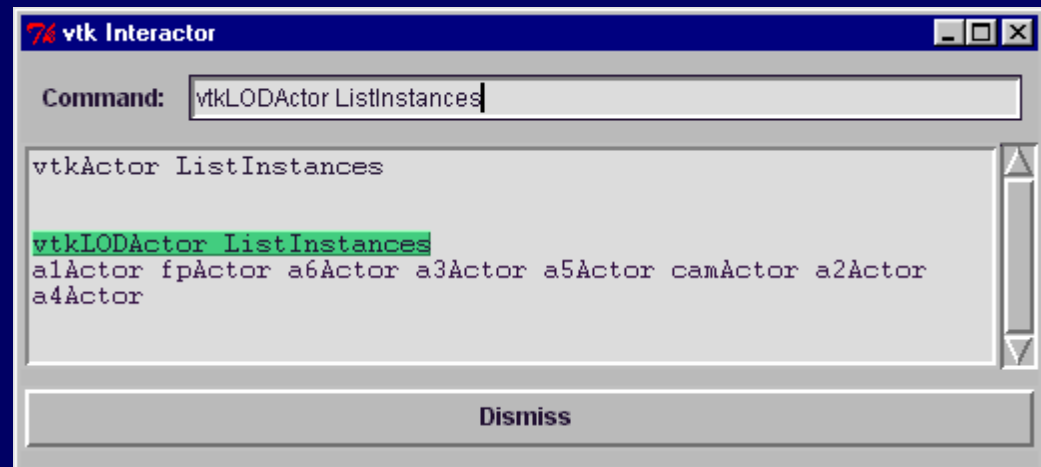 vtk Interactor
Command: vtkLODActor ListInstances
vtkActor ListInstances
vtkLODActor ListInstances
a1Actor fpActor a6Actor a3Actor a5Actor camActor a2Actor
a4Actor
Dismiss